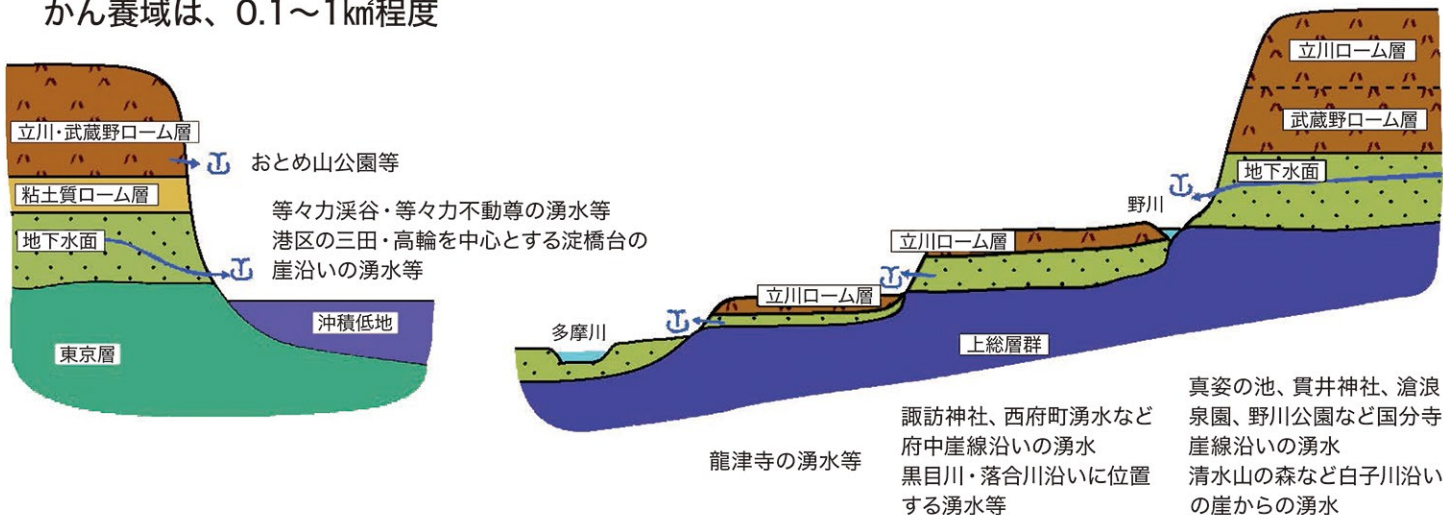 かん養域は、0.1〜1㎢程度
立川・武蔵野ローム層
おとめ山公園等
粘土質ローム層
等々力渓谷・等々力不動尊の湧水等
港区の三田・高輪を中心とする淀橋台の
崖沿いの湧水等
地下水面
沖積低地
東京層
立川ローム層
武蔵野ローム層
地下水面
野川
立川ローム層
立川ローム層
多摩川
上総層群
龍津寺の湧水等
諏訪神社、西府町湧水など
府中崖線沿いの湧水
黒目川・落合川沿いに位置
する湧水等
真姿の池、貫井神社、滄浪
泉園、野川公園など国分寺
崖線沿いの湧水
清水山の森など白子川沿い
の崖からの湧水